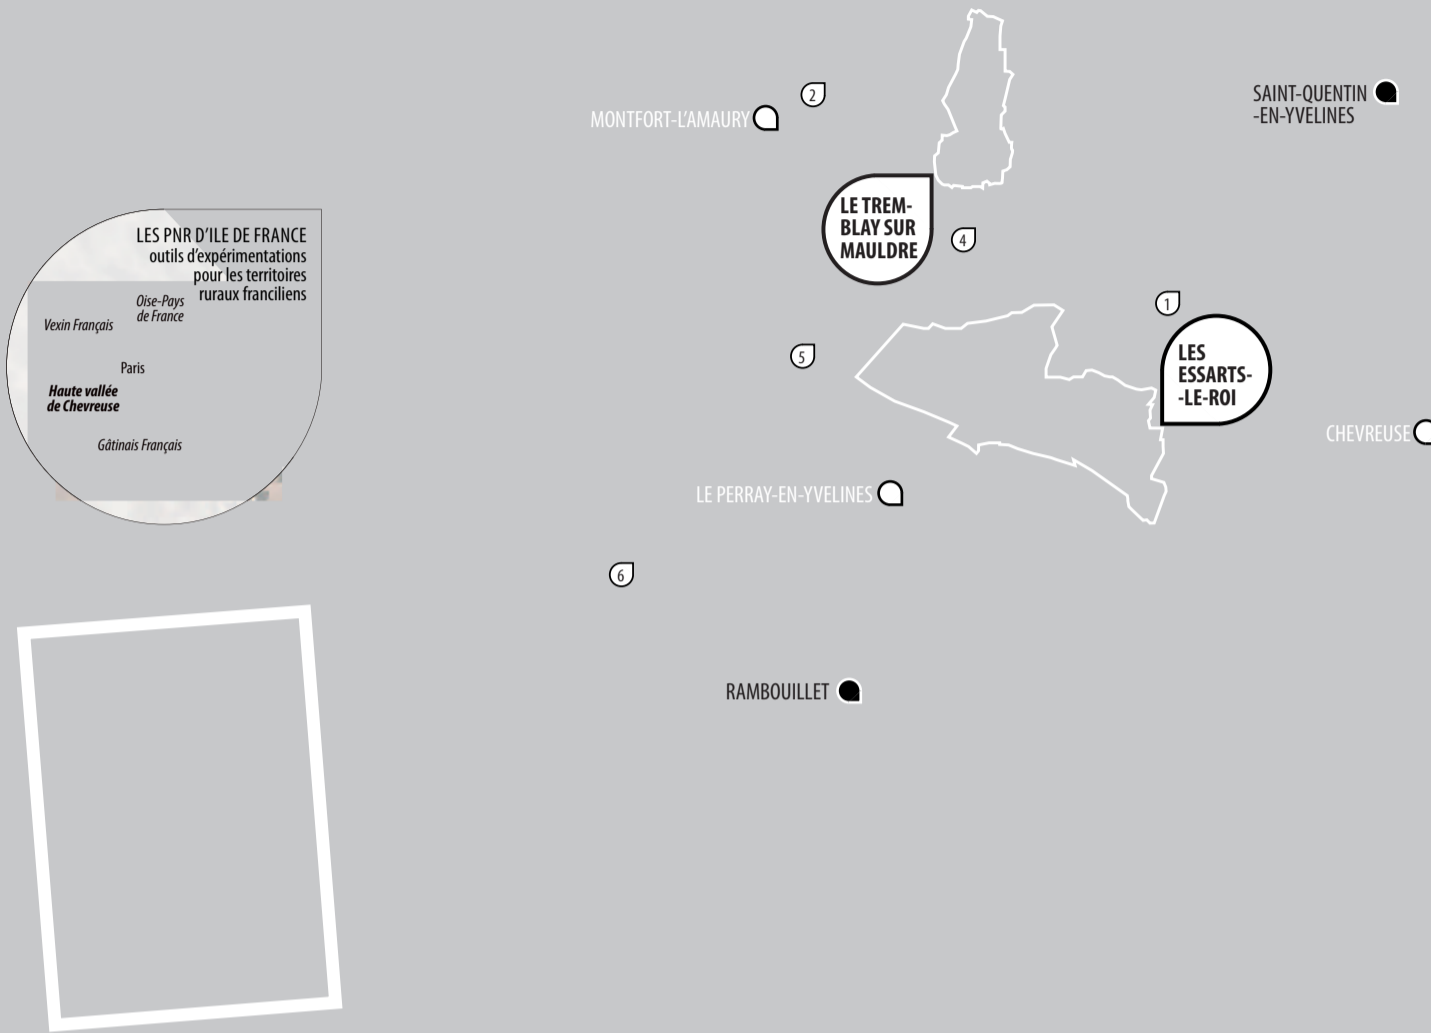 2
MONTFORT-L'AMAURY
SAINT-QUENTIN
-EN-YVELINES
LE TREM-
BLAY SUR
MAULDRE
4
LES PNR D'ILE DE FRANCE
outils d'expérimentations
pour les territoires
ruraux franciliens
Oise-Pays
de France
Vexin Français
Paris
Haute vallée
de Chevreuse
Gâtinais Français
1
5
LES
ESSARTS-
-LE-ROI
CHEVREUSE
LE PERRAY-EN-YVELINES
6
RAMBOUILLET